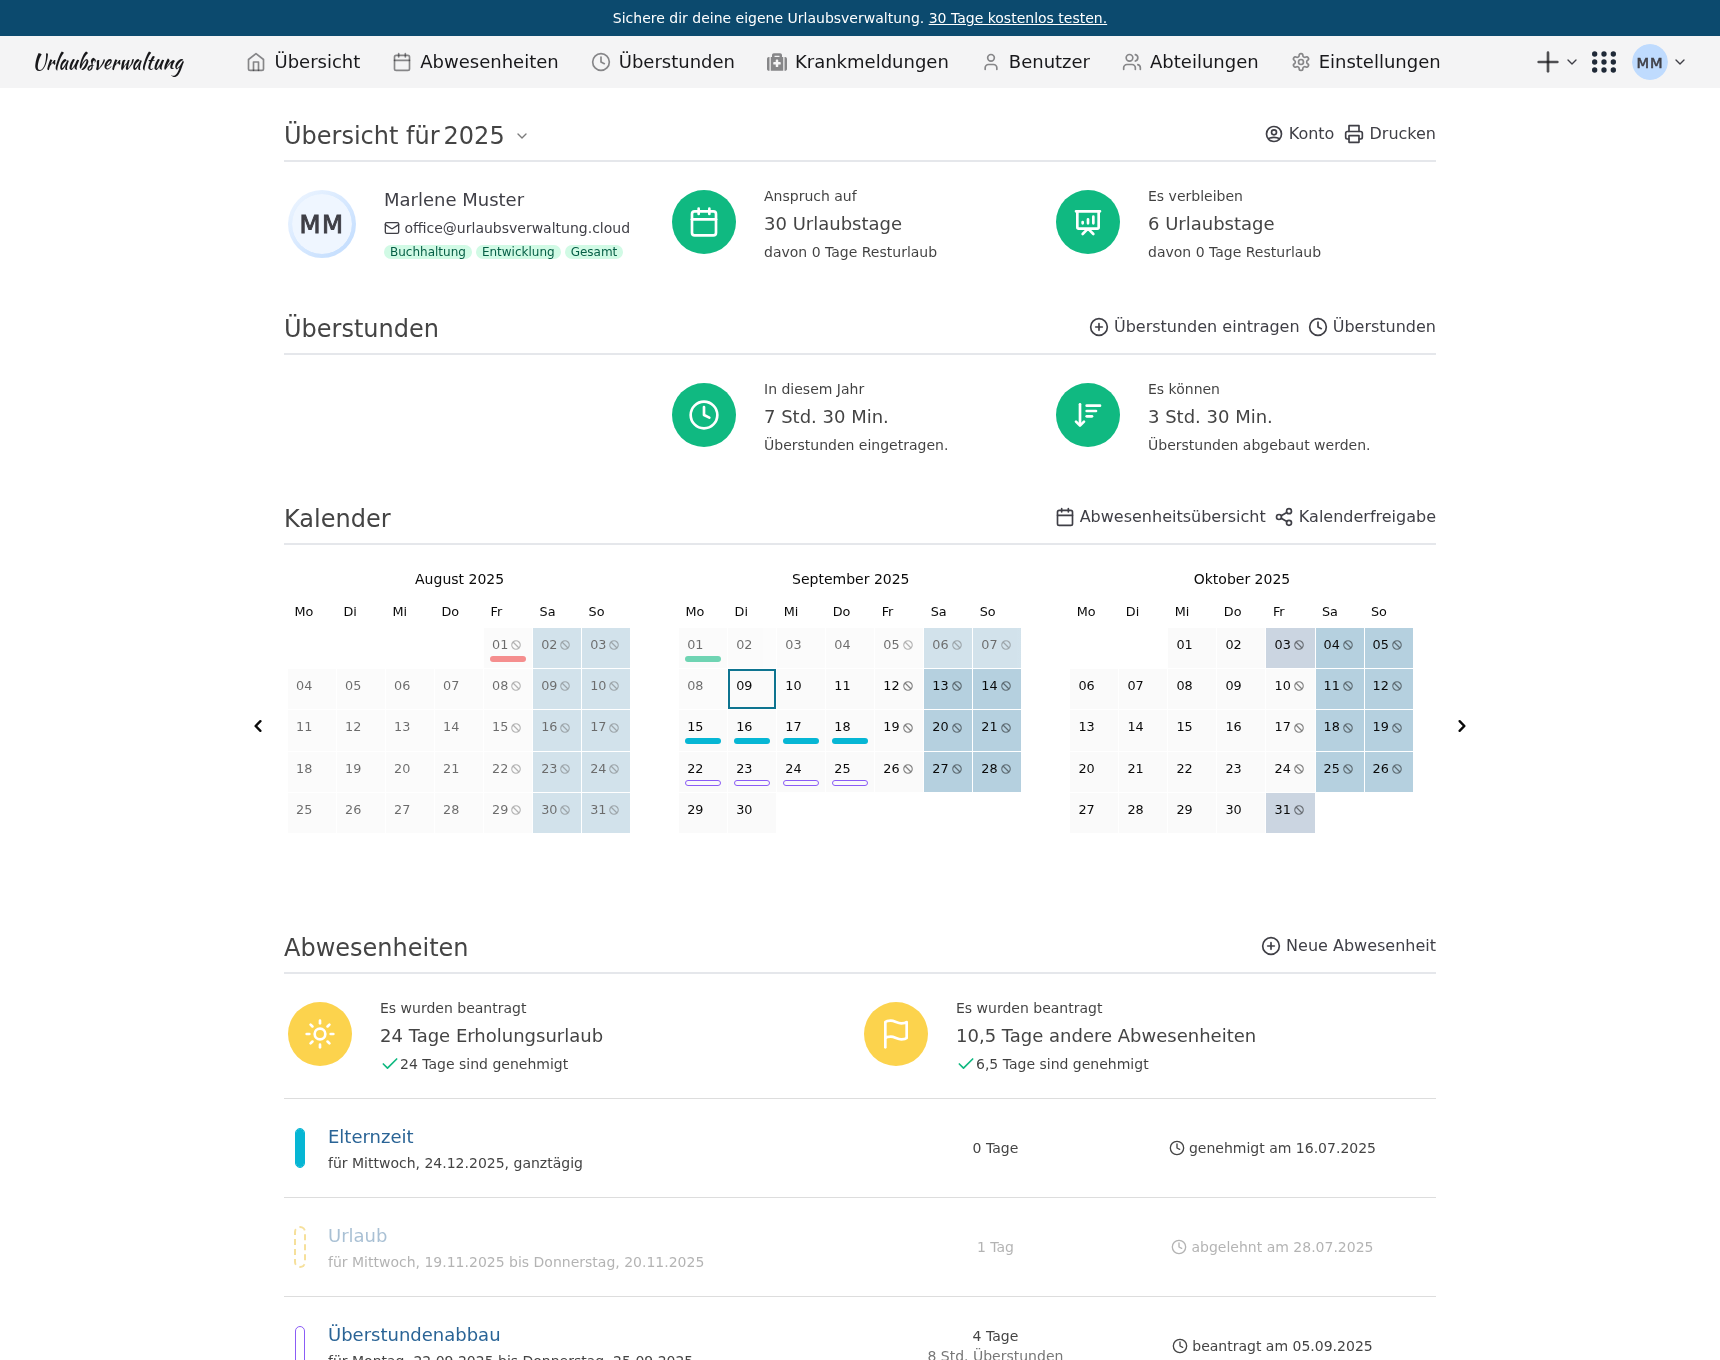 Sichere dir deine eigene Urlaubsverwaltung. 30 Tage kostenlos testen.
Urlaubsverwaltung Übersicht Abwesenheiten Überstunden Krankmeldungen Benutzer Abteilungen Einstellungen MM
Übersicht für 2025 Konto Drucken
MM
Marlene Muster
office@urlaubsverwaltung.cloud
Buchhaltung Entwicklung Gesamt
Anspruch auf
30 Urlaubstage
davon 0 Tage Resturlaub
Es verbleiben
6 Urlaubstage
davon 0 Tage Resturlaub
Überstunden Überstunden eintragen Überstunden
In diesem Jahr
7 Std. 30 Min.
Überstunden eingetragen.
Es können
3 Std. 30 Min.
Überstunden abgebaut werden.
Kalender Abwesenheitsübersicht Kalenderfreigabe
August 2025
Mo Di Mi Do Fr Sa So
01 02 03
04 05 06 07 08 09 10
11 12 13 14 15 16 17
18 19 20 21 22 23 24
25 26 27 28 29 30 31
September 2025
Mo Di Mi Do Fr Sa So
01 02 03 04 05 06 07
08 09 10 11 12 13 14
15 16 17 18 19 20 21
22 23 24 25 26 27 28
29 30
Oktober 2025
Mo Di Mi Do Fr Sa So
01 02 03 04 05
06 07 08 09 10 11 12
13 14 15 16 17 18 19
20 21 22 23 24 25 26
27 28 29 30 31
Abwesenheiten Neue Abwesenheit
Es wurden beantragt
24 Tage Erholungsurlaub
24 Tage sind genehmigt
Es wurden beantragt
10,5 Tage andere Abwesenheiten
6,5 Tage sind genehmigt
Elternzeit
für Mittwoch, 24.12.2025, ganztägig
0 Tage
genehmigt am 16.07.2025
Urlaub
für Mittwoch, 19.11.2025 bis Donnerstag, 20.11.2025
1 Tag
abgelehnt am 28.07.2025
Überstundenabbau
für Montag, 22.09.2025 bis Donnerstag, 25.09.2025
4 Tage
8 Std. Überstunden
beantragt am 05.09.2025